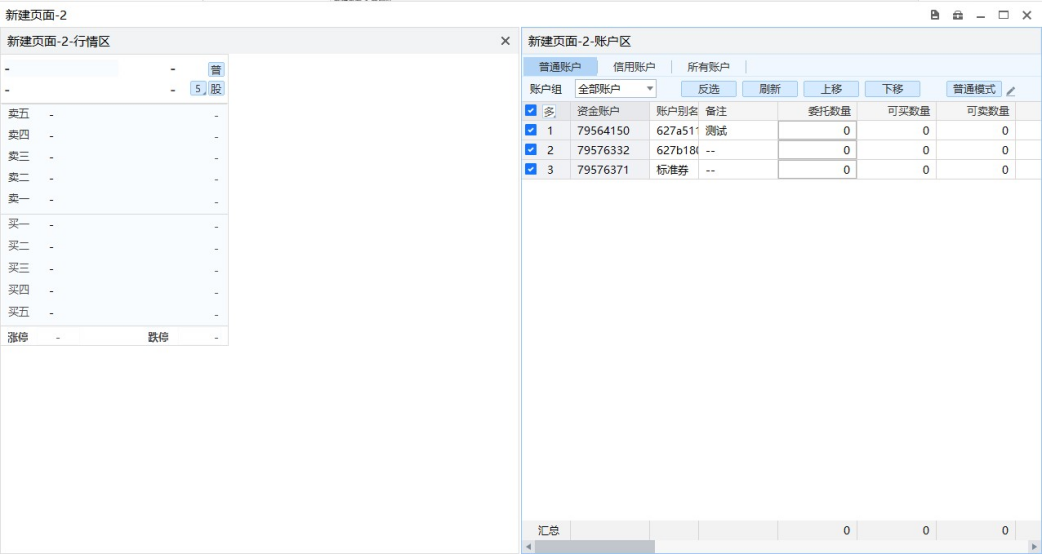 新建页面-2
新建页面-2-行情区
- - 普
- - 5 股
卖五 - -
卖四 - -
卖三 - -
卖二 - -
卖一 - -
买一 - -
买二 - -
买三 - -
买四 - -
买五 - -
涨停 - 跌停 -
新建页面-2-账户区
普通账户 信用账户 所有账户
账户组 全部账户 反选 刷新 上移 下移 普通模式
多 资金账户 账户别名 备注 委托数量 可买数量 可卖数量
1 79564150 627a511 测试 0 0 0
2 79576332 627b18 -- 0 0 0
3 79576371 标准券 -- 0 0 0
汇总 0 0 0